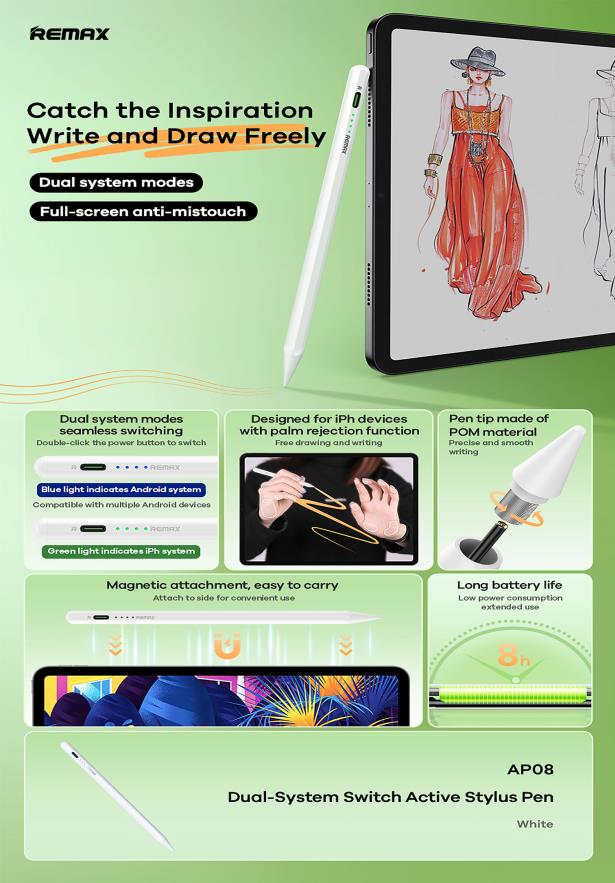 REMAX
Catch the Inspiration
Write and Draw Freely
Dual system modes
Full-screen anti-mistouch
REMAX
Dual system modes
seamless switching
Double-click the power button to switch
REMAX
Blue light indicates Android system
Compatible with multiple Android devices
REMAX
Green light indicates iPh system
Designed for iPh devices
with palm rejection function
Free drawing and writing
Pen tip made of
POM material
Precise and smooth
writing
Magnetic attachment, easy to carry
Attach to side for convenient use
REMAX
Long battery life
Low power consumption
extended use
8h
AP08
Dual-System Switch Active Stylus Pen
White